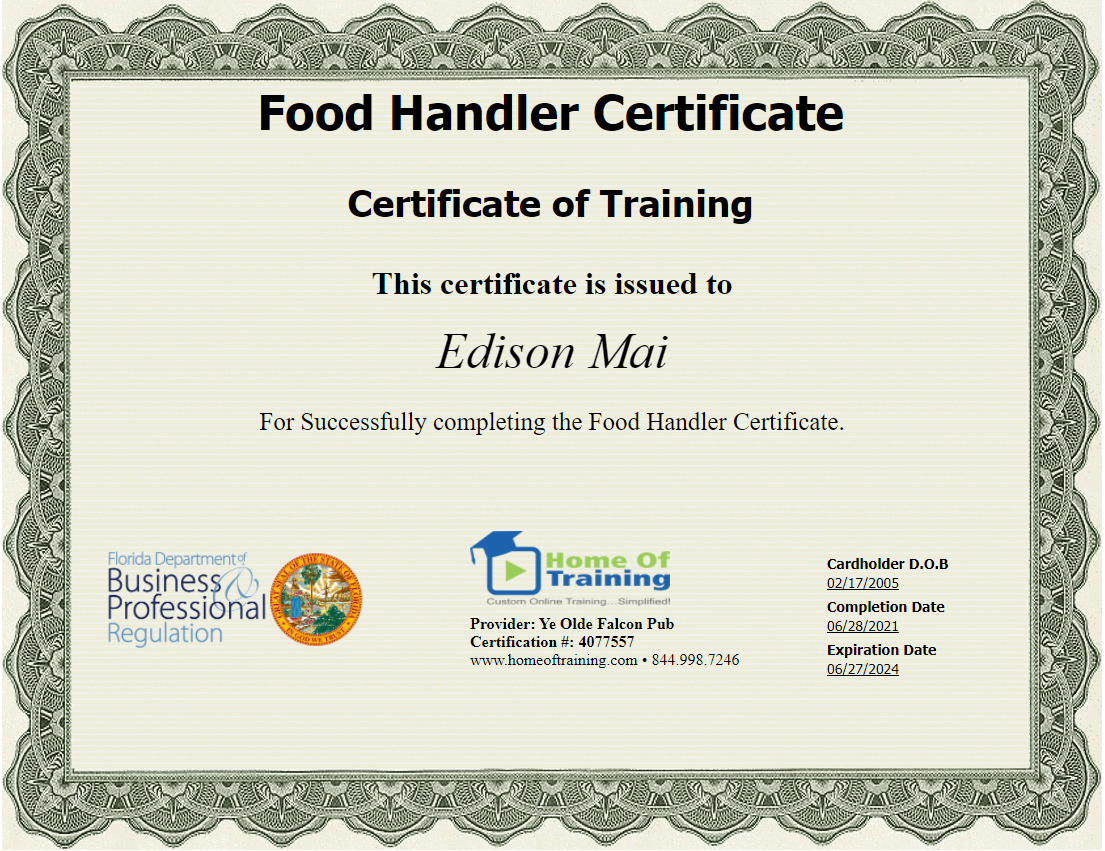 Food Handler Certificate
Certificate of Training
This certificate is issued to
Edison Mai
For Successfully completing the Food Handler Certificate.
Florida Department of
Business &
Professional
Regulation
GREAT SEAL OF THE STATE OF FLORIDA
IN GOD WE TRUST
Home Of
Training
Custom Online Training...Simplified!
Provider: Ye Olde Falcon Pub
Certification #: 4077557
www.homeoftraining.com • 844.998.7246
Cardholder D.O.B
02/17/2005
Completion Date
06/28/2021
Expiration Date
06/27/2024